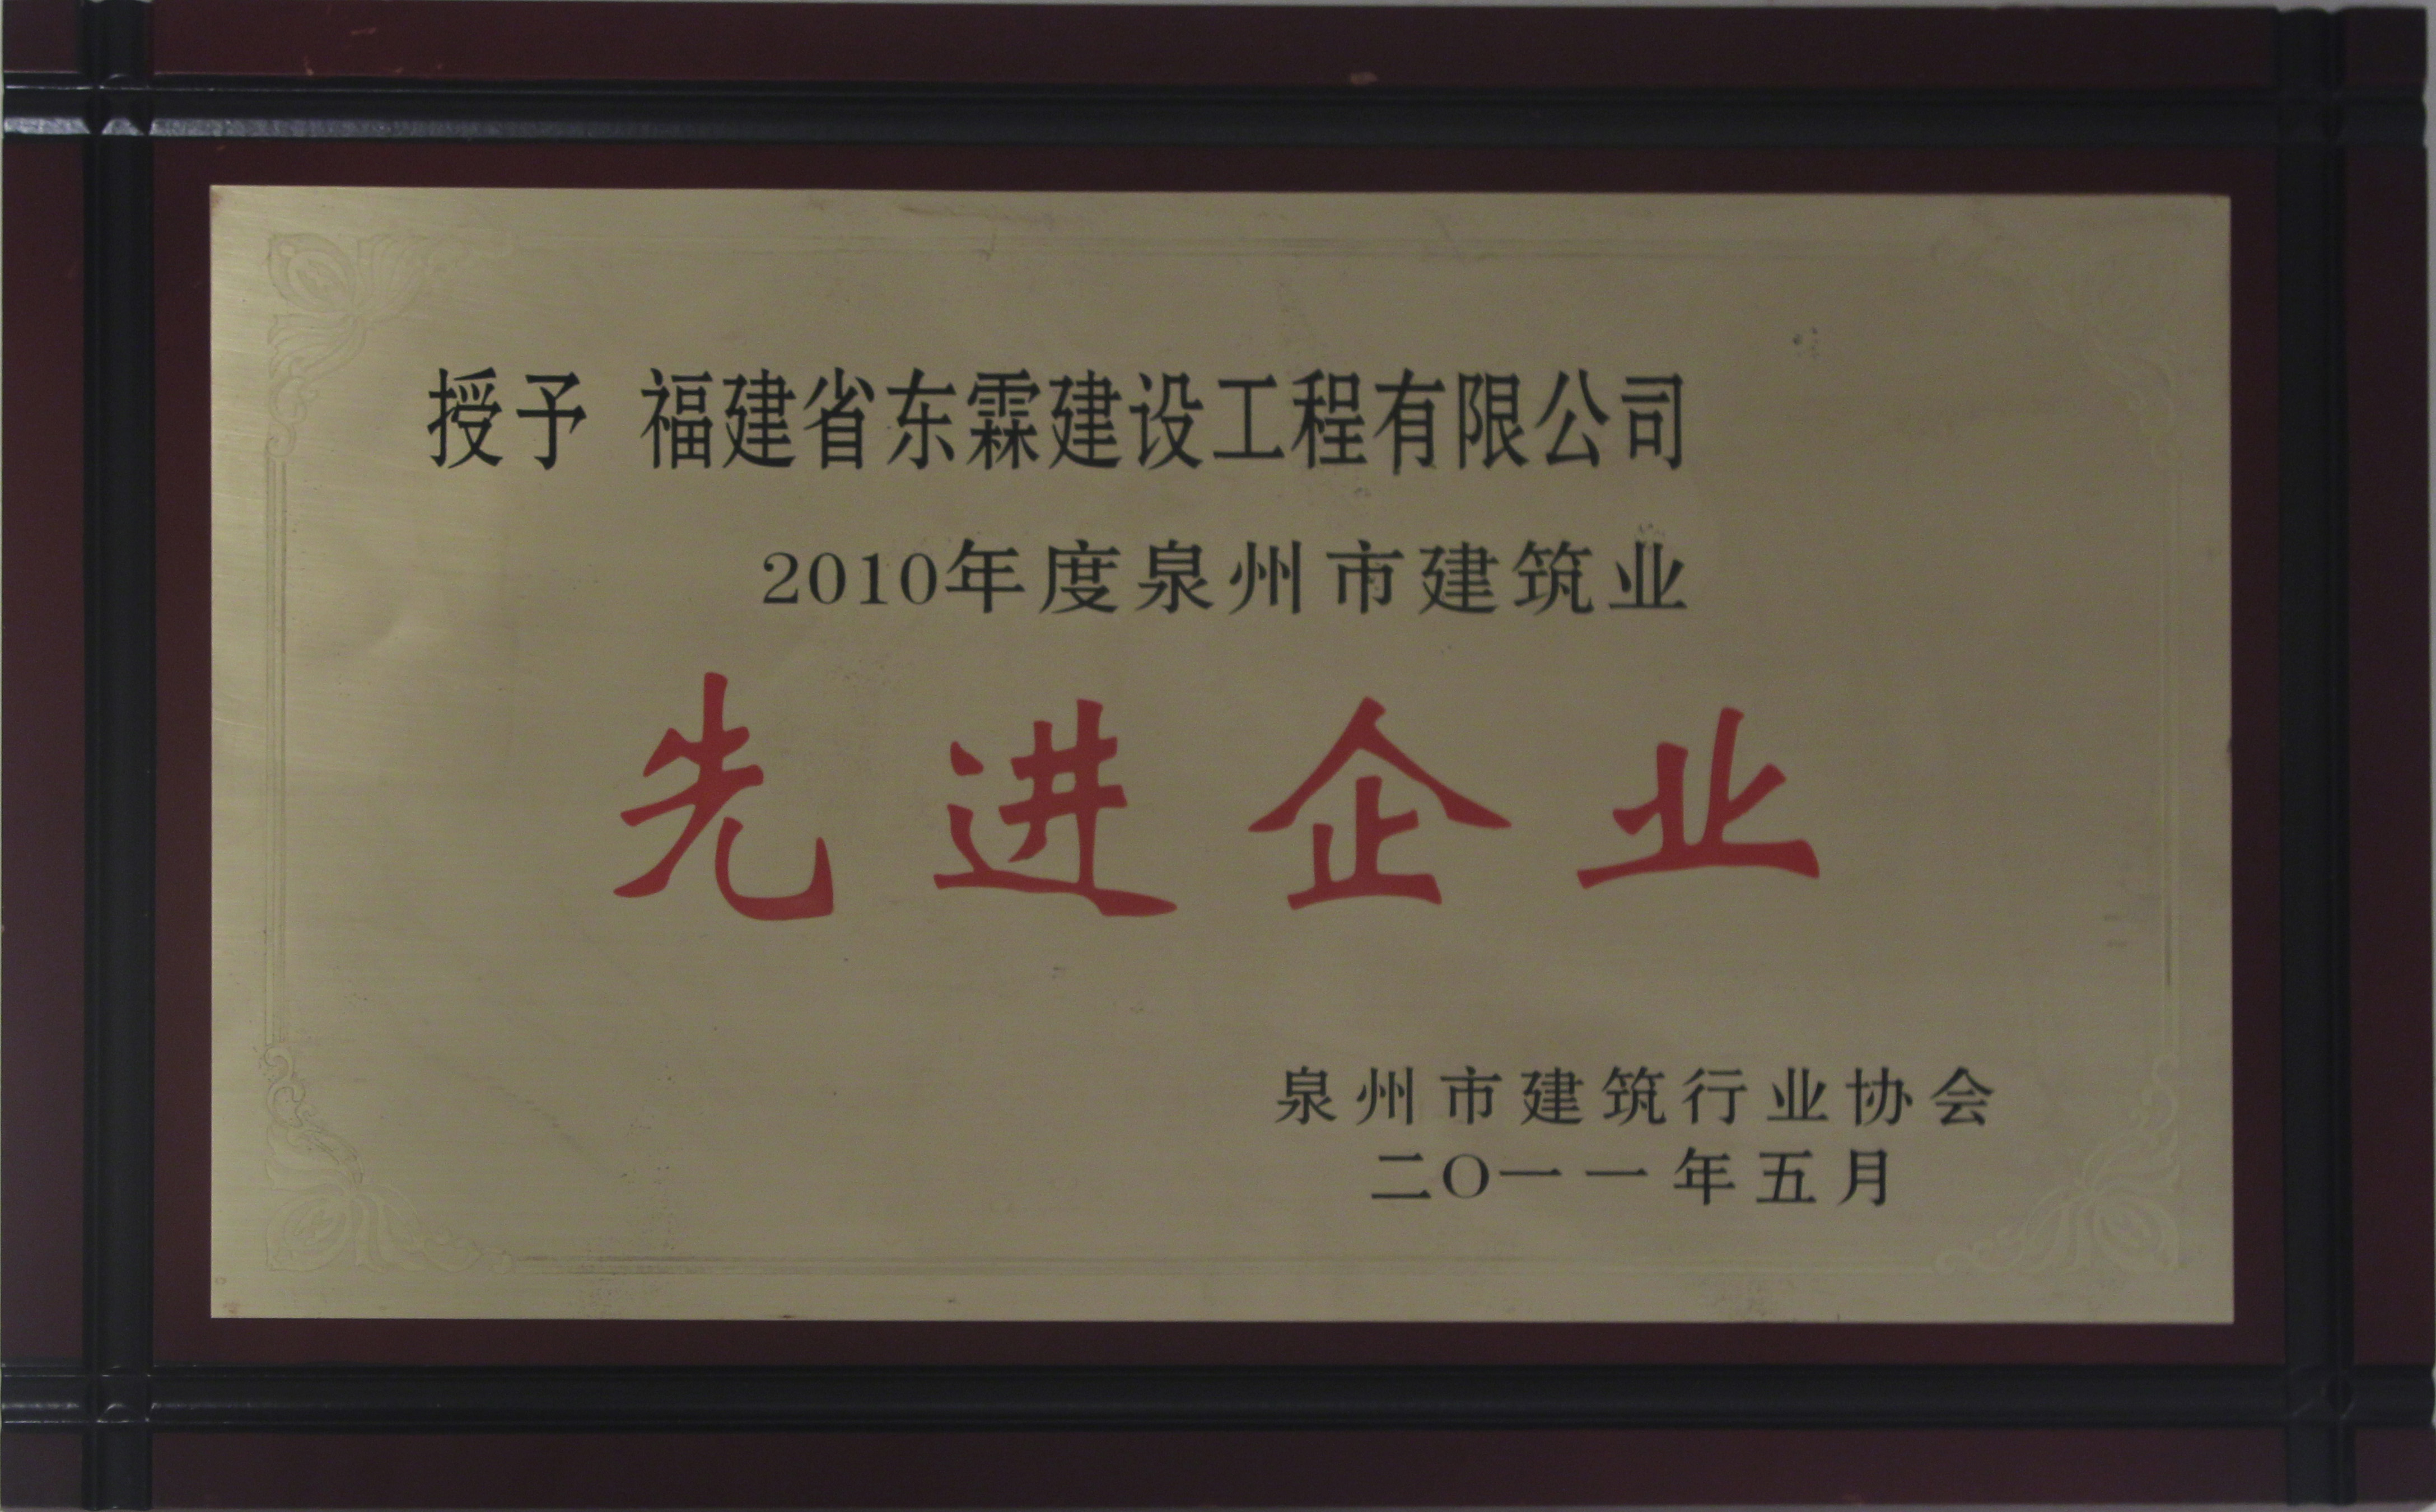 授予 福建省东霖建设工程有限公司
2010年度泉州市建筑业
先进企业
泉州市建筑行业协会
二〇一一年五月